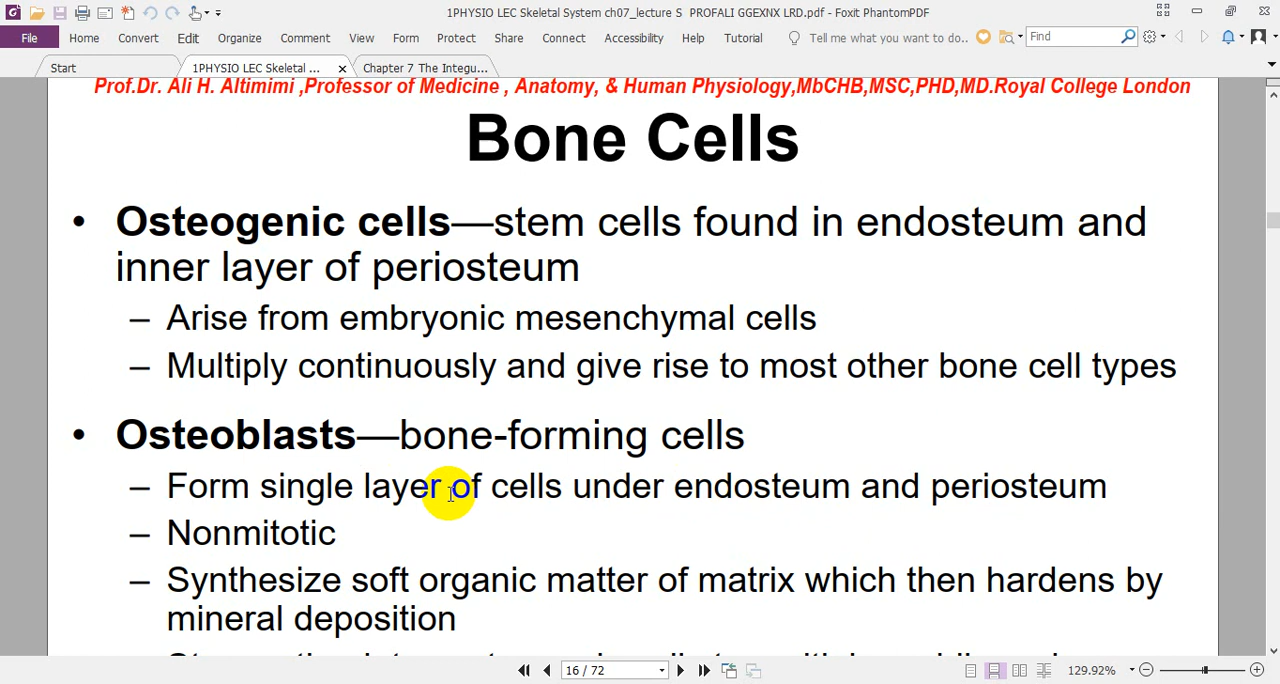 1PHYSIO LEC Skeletal System ch07_lecture S PROFALI GGEXNX LRD.pdf - Foxit PhantomPDF
File Home Convert Edit Organize Comment View Form Protect Share Connect Accessibility Help Tutorial Tell me what you want to do.. Find
Start 1PHYSIO LEC Skeletal ... Chapter 7 The Integu...
Prof.Dr. Ali H. Altimimi ,Professor of Medicine , Anatomy, & Human Physiology,MbCHB,MSC,PHD,MD.Royal College London
Bone Cells
• Osteogenic cells—stem cells found in endosteum and
inner layer of periosteum
– Arise from embryonic mesenchymal cells
– Multiply continuously and give rise to most other bone cell types
• Osteoblasts—bone-forming cells
– Form single layer of cells under endosteum and periosteum
– Nonmitotic
– Synthesize soft organic matter of matrix which then hardens by
mineral deposition
16 / 72 129.92%